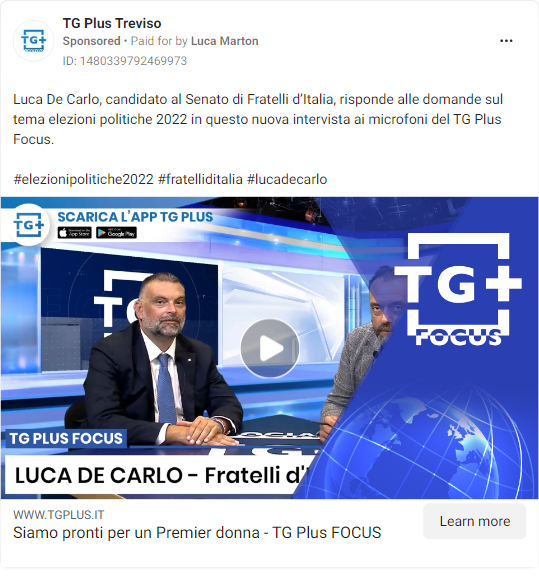 TG Plus Treviso
Sponsored • Paid for by Luca Marton
ID: 1480339792469973
Luca De Carlo, candidato al Senato di Fratelli d'Italia, risponde alle domande sul
tema elezioni politiche 2022 in questo nuova intervista ai microfoni del TG Plus
Focus.
#elezionipolitiche2022 #fratelliditalia #lucadecarlo
TG+
SCARICA L'APP TG PLUS
App Store
Google Play
TG+
FOCUS
TG
TG PLUS FOCUS
LUCA DE CARLO - Fratelli d'
WWW.TGPLUS.IT
Siamo pronti per un Premier donna - TG Plus FOCUS
Learn more